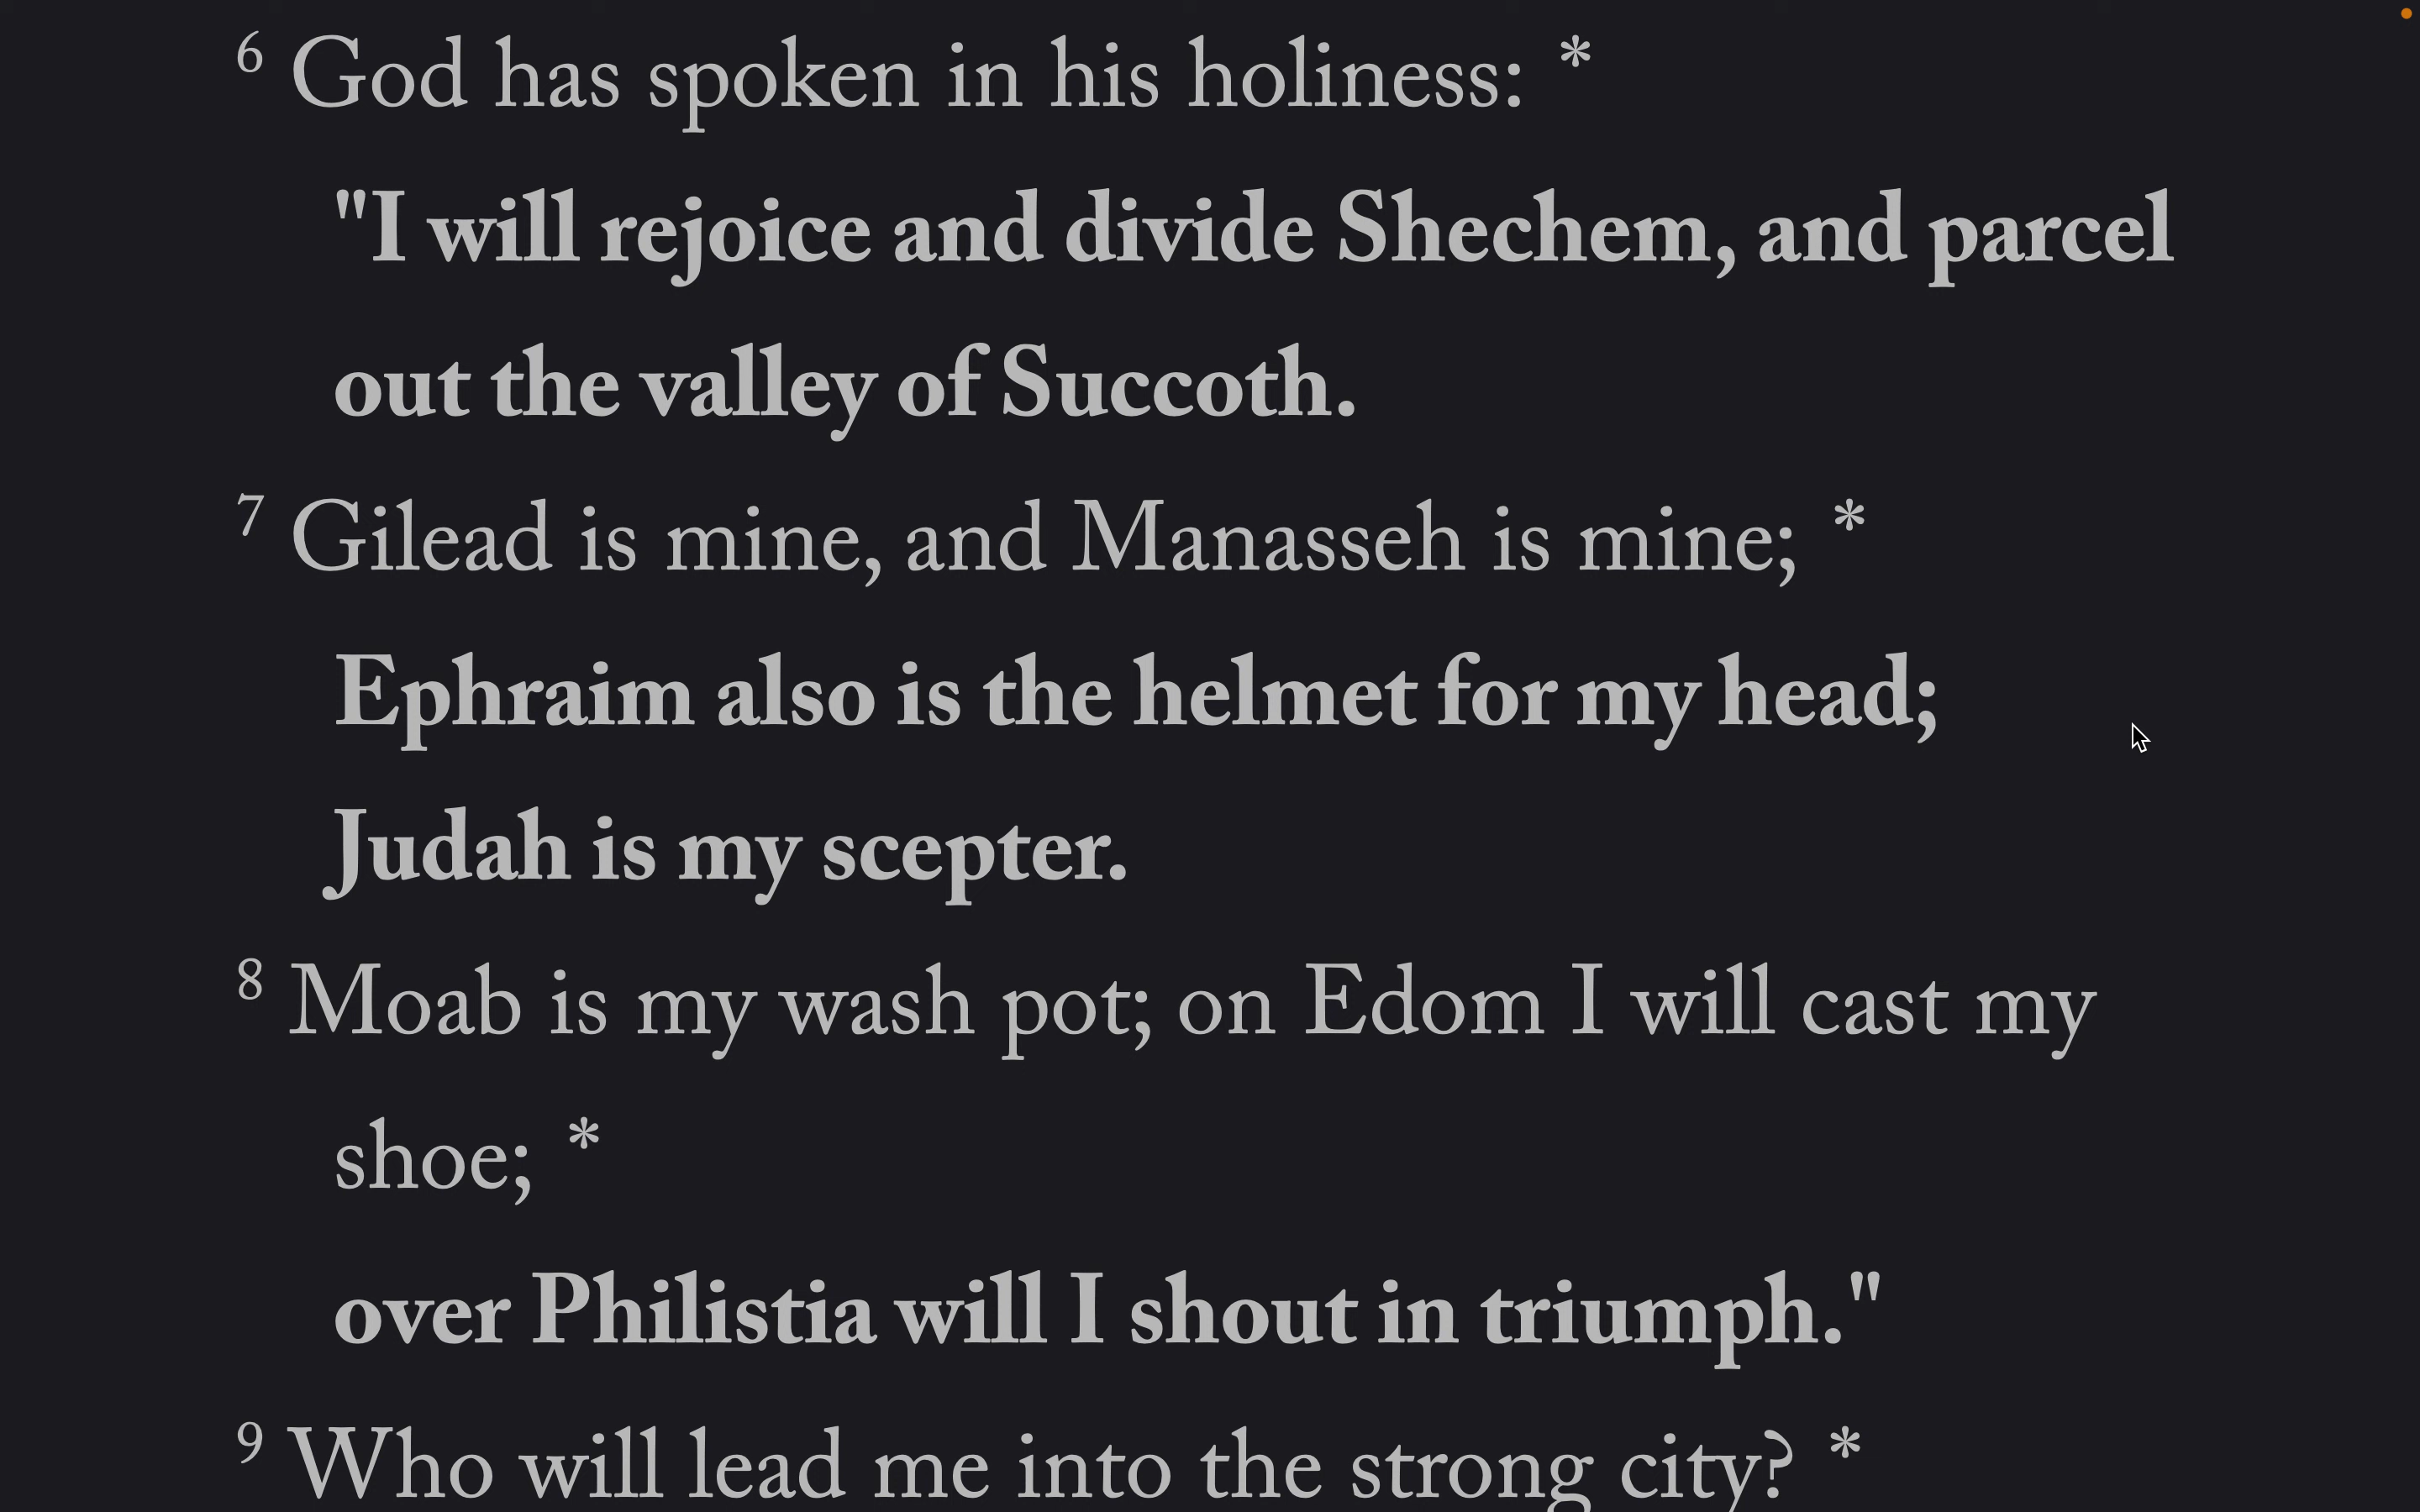 6 God has spoken in his holiness: *
"I will rejoice and divide Shechem, and parcel
out the valley of Succoth.
7 Gilead is mine, and Manasseh is mine; *
Ephraim also is the helmet for my head;
Judah is my scepter.
8 Moab is my wash pot; on Edom I will cast my
shoe; *
over Philistia will I shout in triumph."
9 Who will lead me into the strong city? *